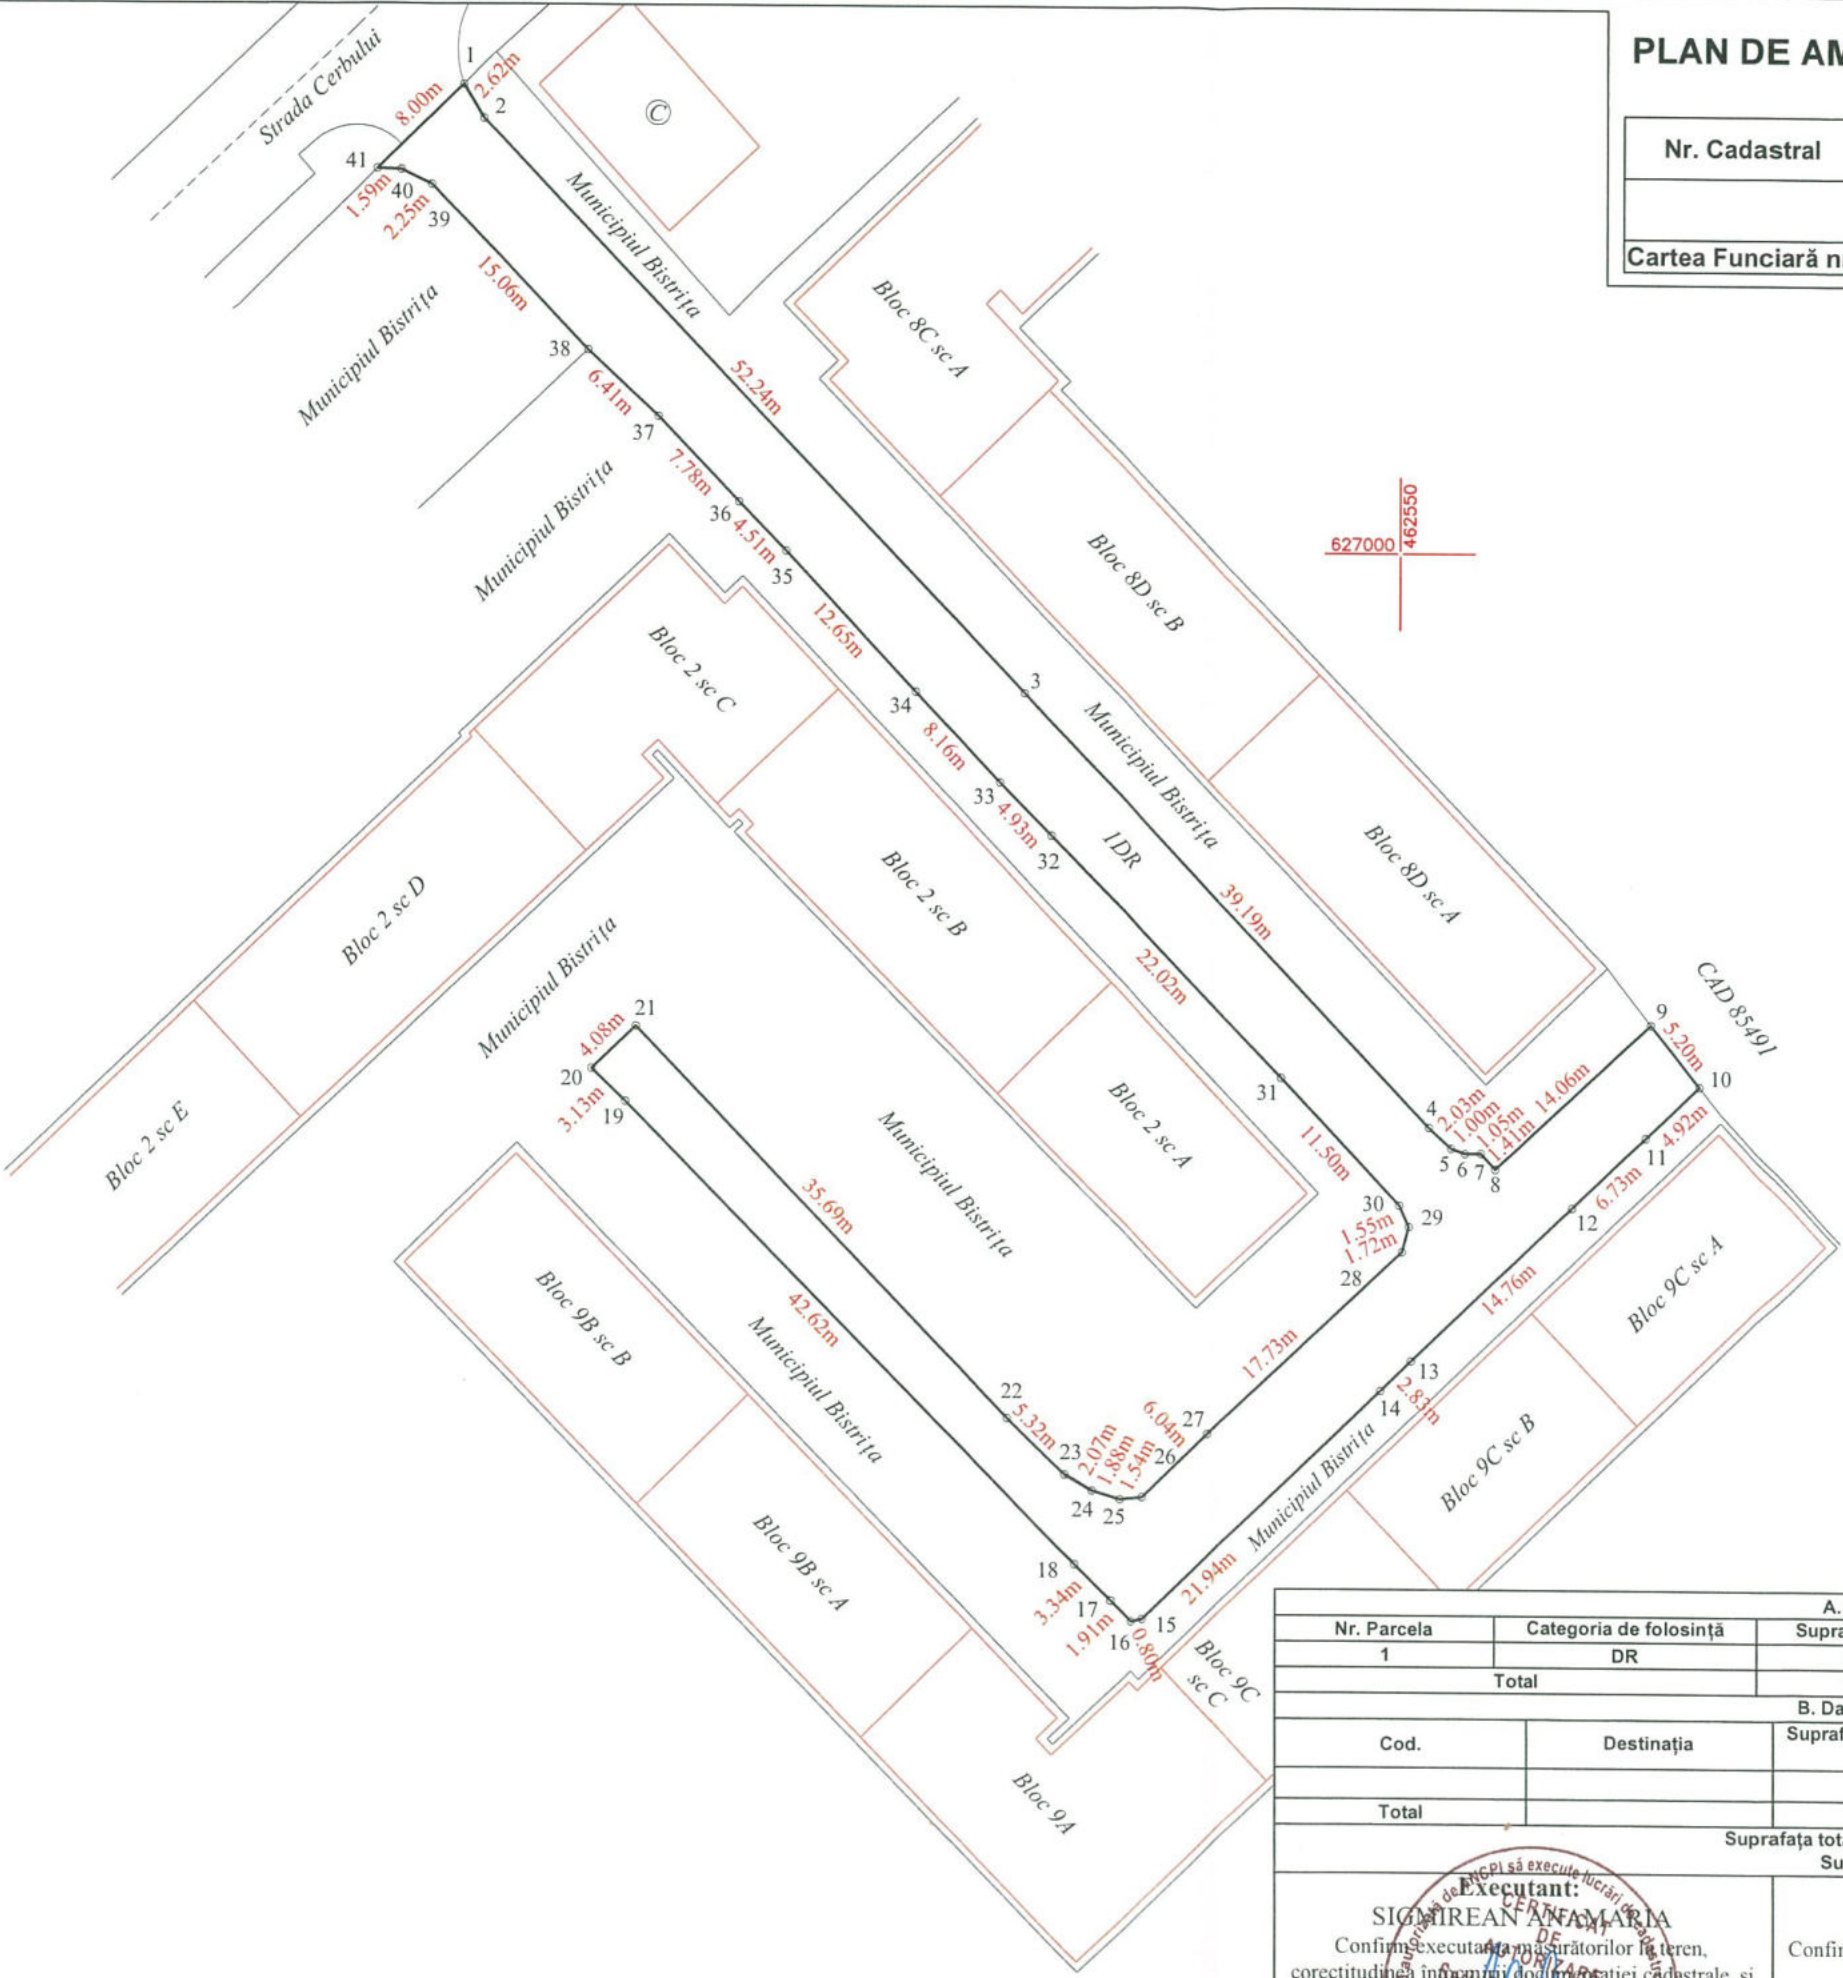 PLAN DE AM
Nr. Cadastral
Cartea Funciară n
Strada Cerbului
1
2.62m
2
8.00m
41
40
39
1.59m
2.25m
15.06m
38
6.41m
37
7.78m
36
4.51m
35
12.65m
34
8.16m
33
4.93m
32
1DR
22.02m
31
11.50m
30
29
1.55m
1.72m
28
17.73m
27
6.04m
26
1.54m
1.88m
2.07m
25
24
23
5.32m
22
35.69m
21
4.08m
20
3.13m
19
42.62m
18
3.34m
17
1.91m
16
0.80m
15
21.94m
14
2.83m
13
14.76m
12
6.73m
11
4.92m
10
5.20m
9
14.06m
8
1.41m
7
1.05m
6
1.00m
5
2.03m
4
39.19m
3
52.24m
C
Municipiul Bistrița
Municipiul Bistrița
Municipiul Bistrița
Municipiul Bistrița
Municipiul Bistrița
Municipiul Bistrița
Municipiul Bistrița
Municipiul Bistrița
Bloc 8C sc A
Bloc 8D sc B
Bloc 8D sc A
627000
462550
CAD 85491
Bloc 2 sc C
Bloc 2 sc B
Bloc 2 sc A
Bloc 2 sc D
Bloc 2 sc E
Bloc 9B sc B
Bloc 9B sc A
Bloc 9A
Bloc 9C
sc C
Bloc 9C sc B
Bloc 9C sc A
A.
Nr. Parcela
Categoria de folosință
Supra
1
DR
Total
B. Da
Cod.
Destinația
Supraf
Total
Suprafața tot
Su
Executant:
SIGMIREAN ANAMARIA
Confirm executarea măsurătorilor la teren,
Confir
CERTIFICAT
DE
AUTORIZARE